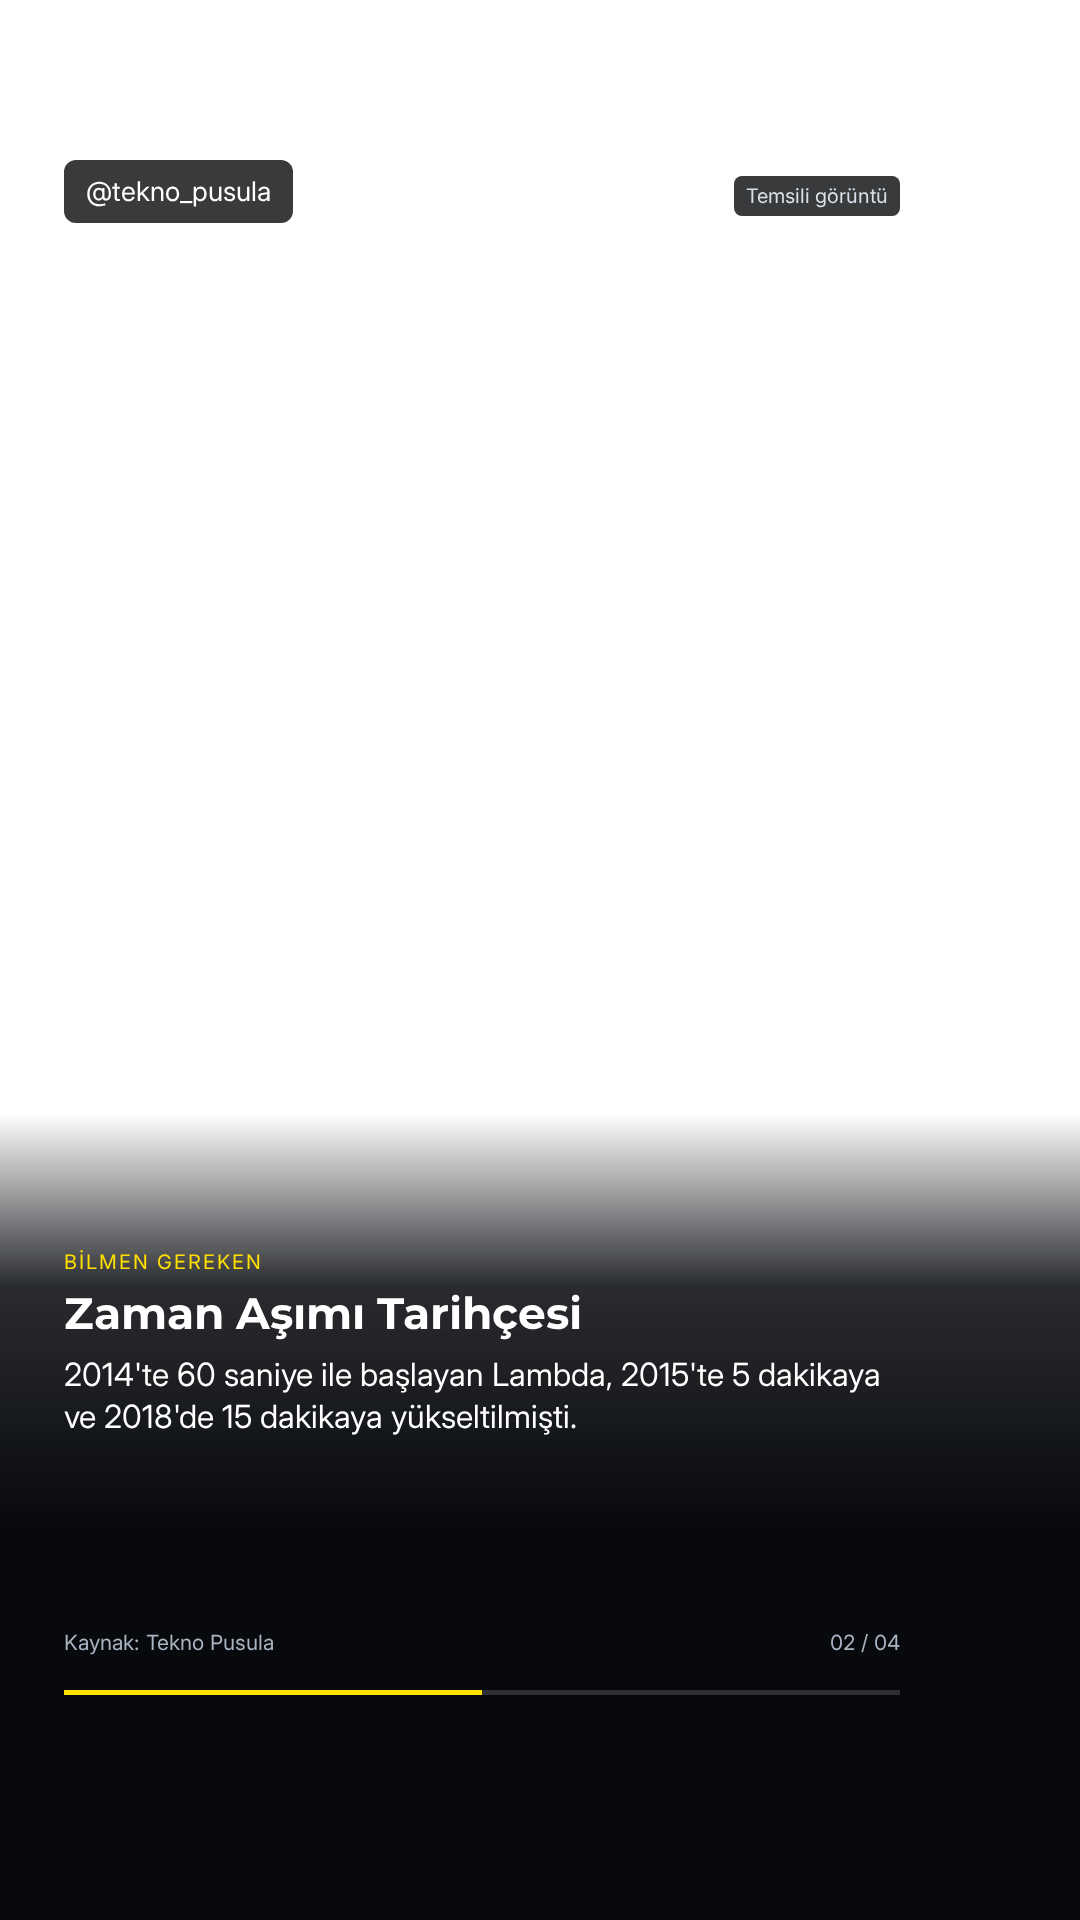 @tekno_pusula
Temsili görüntü
BİLMEN GEREKEN
Zaman Aşımı Tarihçesi
2014'te 60 saniye ile başlayan Lambda, 2015'te 5 dakikaya
ve 2018'de 15 dakikaya yükseltilmişti.
Kaynak: Tekno Pusula
02 / 04